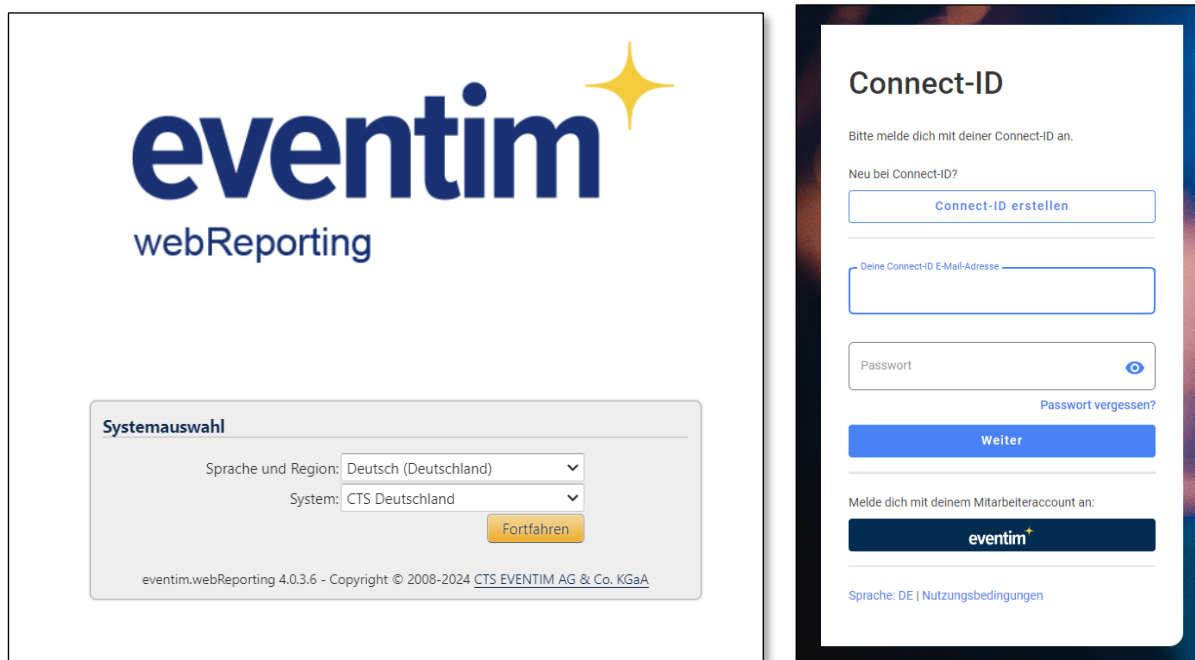 eventim
webReporting
Systemauswahl
Sprache und Region: Deutsch (Deutschland)
System: CTS Deutschland
Fortfahren
eventim.webReporting 4.0.3.6 - Copyright © 2008-2024 CTS EVENTIM AG & Co. KGaA
Connect-ID
Bitte melde dich mit deiner Connect-ID an.
Neu bei Connect-ID?
Connect-ID erstellen
Deine Connect-ID E-Mail-Adresse
Passwort
Passwort vergessen?
Weiter
Melde dich mit deinem Mitarbeiteraccount an:
eventim
Sprache: DE | Nutzungsbedingungen